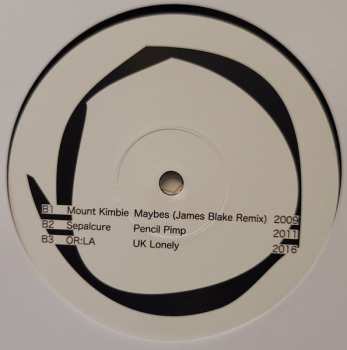 B1 Mount Kimbie Maybes (James Blake Remix) 2009
B2 Sepalcure Pencil Pimp 2011
B3 OR:LA UK Lonely 2016